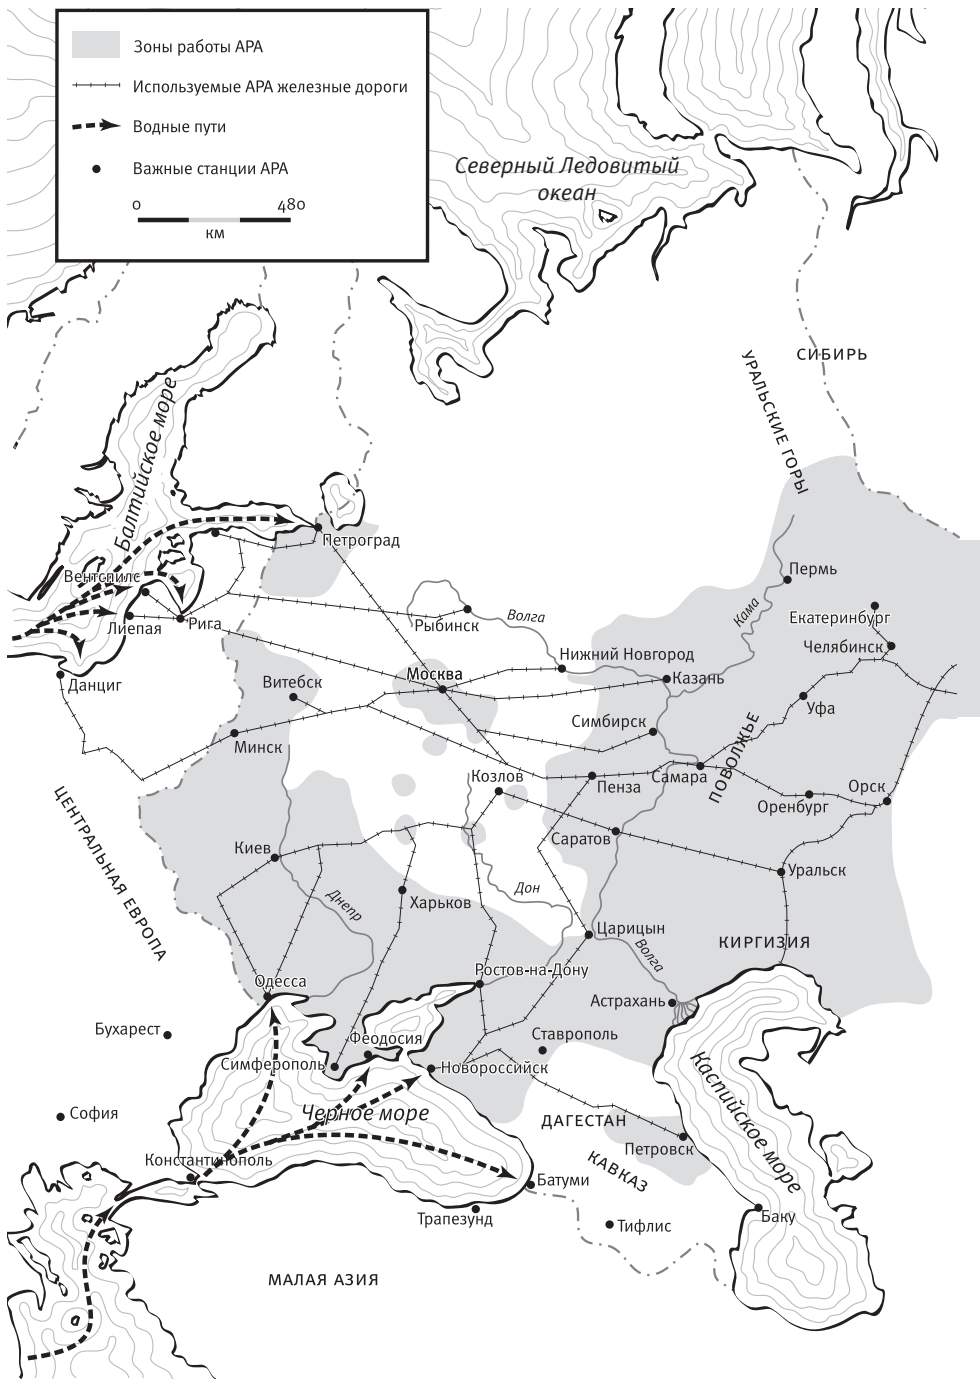 Зоны работы АРА
Используемые АРА железные дороги
Водные пути
Важные станции АРА
0 480
км
Северный Ледовитый
океан
СИБИРЬ
УРАЛЬСКИЕ ГОРЫ
Балтийское море
Петроград
Вентспилс
Лиепая
Рига
Рыбинск
Волга
Пермь
Кама
Екатеринбург
Челябинск
Нижний Новгород
Казань
Данциг
Витебск
Москва
Уфа
Симбирск
Минск
ПОВОЛЖЬЕ
Козлов
Пенза
Самара
Оренбург
Орск
ЦЕНТРАЛЬНАЯ ЕВРОПА
Киев
Саратов
Уральск
Днепр
Харьков
Дон
Царицын
Волга
КИРГИЗИЯ
Одесса
Ростов-на-Дону
Астрахань
Бухарест
Феодосия
Ставрополь
Симферополь
Новороссийск
Каспийское море
София
Черное море
ДАГЕСТАН
Петровск
КАВКАЗ
Константинополь
Батуми
Трапезунд
Тифлис
Баку
МАЛАЯ АЗИЯ